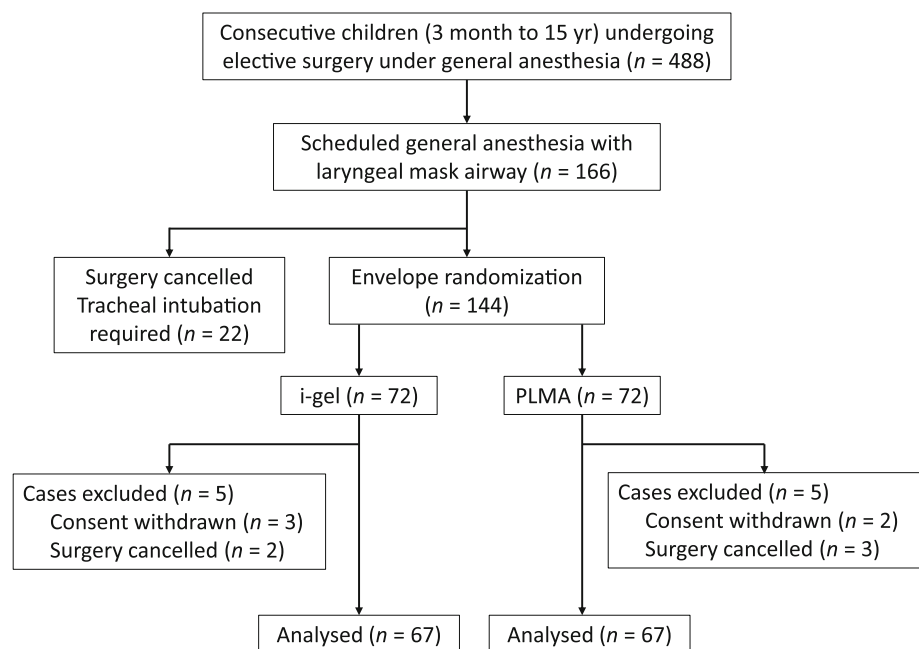 Consecutive children (3 month to 15 yr) undergoing
elective surgery under general anesthesia (n = 488)
Scheduled general anesthesia with
laryngeal mask airway (n = 166)
Surgery cancelled
Tracheal intubation
required (n = 22)
Envelope randomization
(n = 144)
i-gel (n = 72)
PLMA (n = 72)
Cases excluded (n = 5)
Consent withdrawn (n = 3)
Surgery cancelled (n = 2)
Cases excluded (n = 5)
Consent withdrawn (n = 2)
Surgery cancelled (n = 3)
Analysed (n = 67)
Analysed (n = 67)